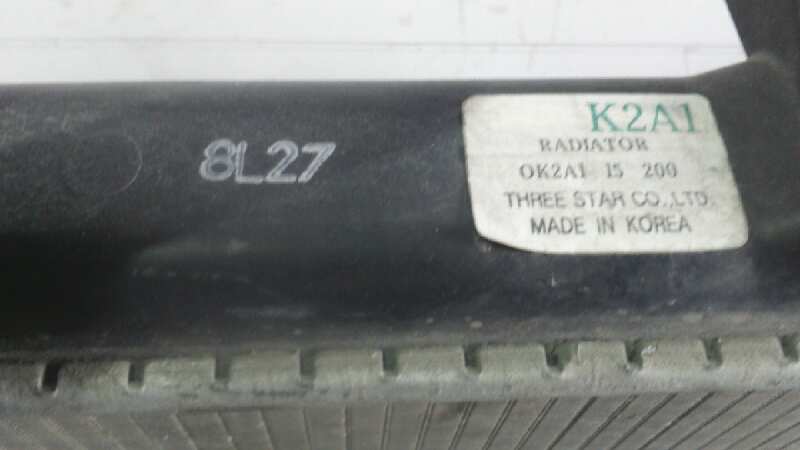 8L27
K2A1
RADIATOR
OK2A1 15 200
THREE STAR CO.,LTD.
MADE IN KOREA